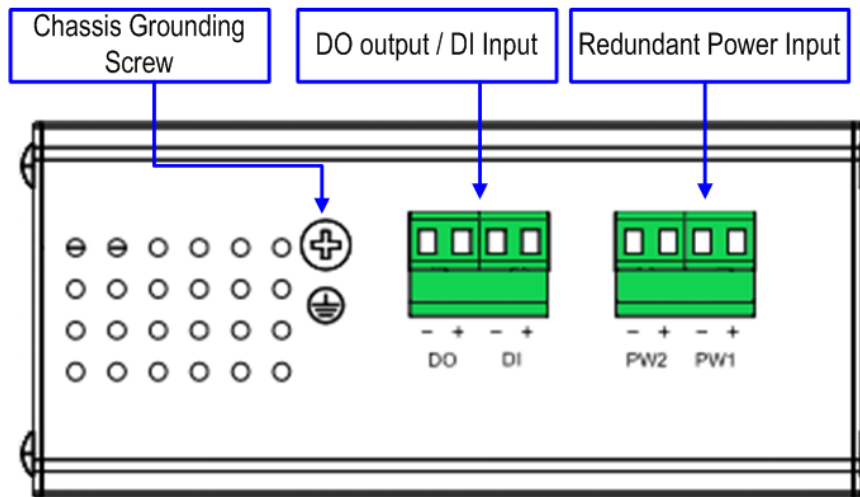 Chassis Grounding
Screw
DO output / DI Input
Redundant Power Input
- + - +
DO DI
- + - +
PW2 PW1